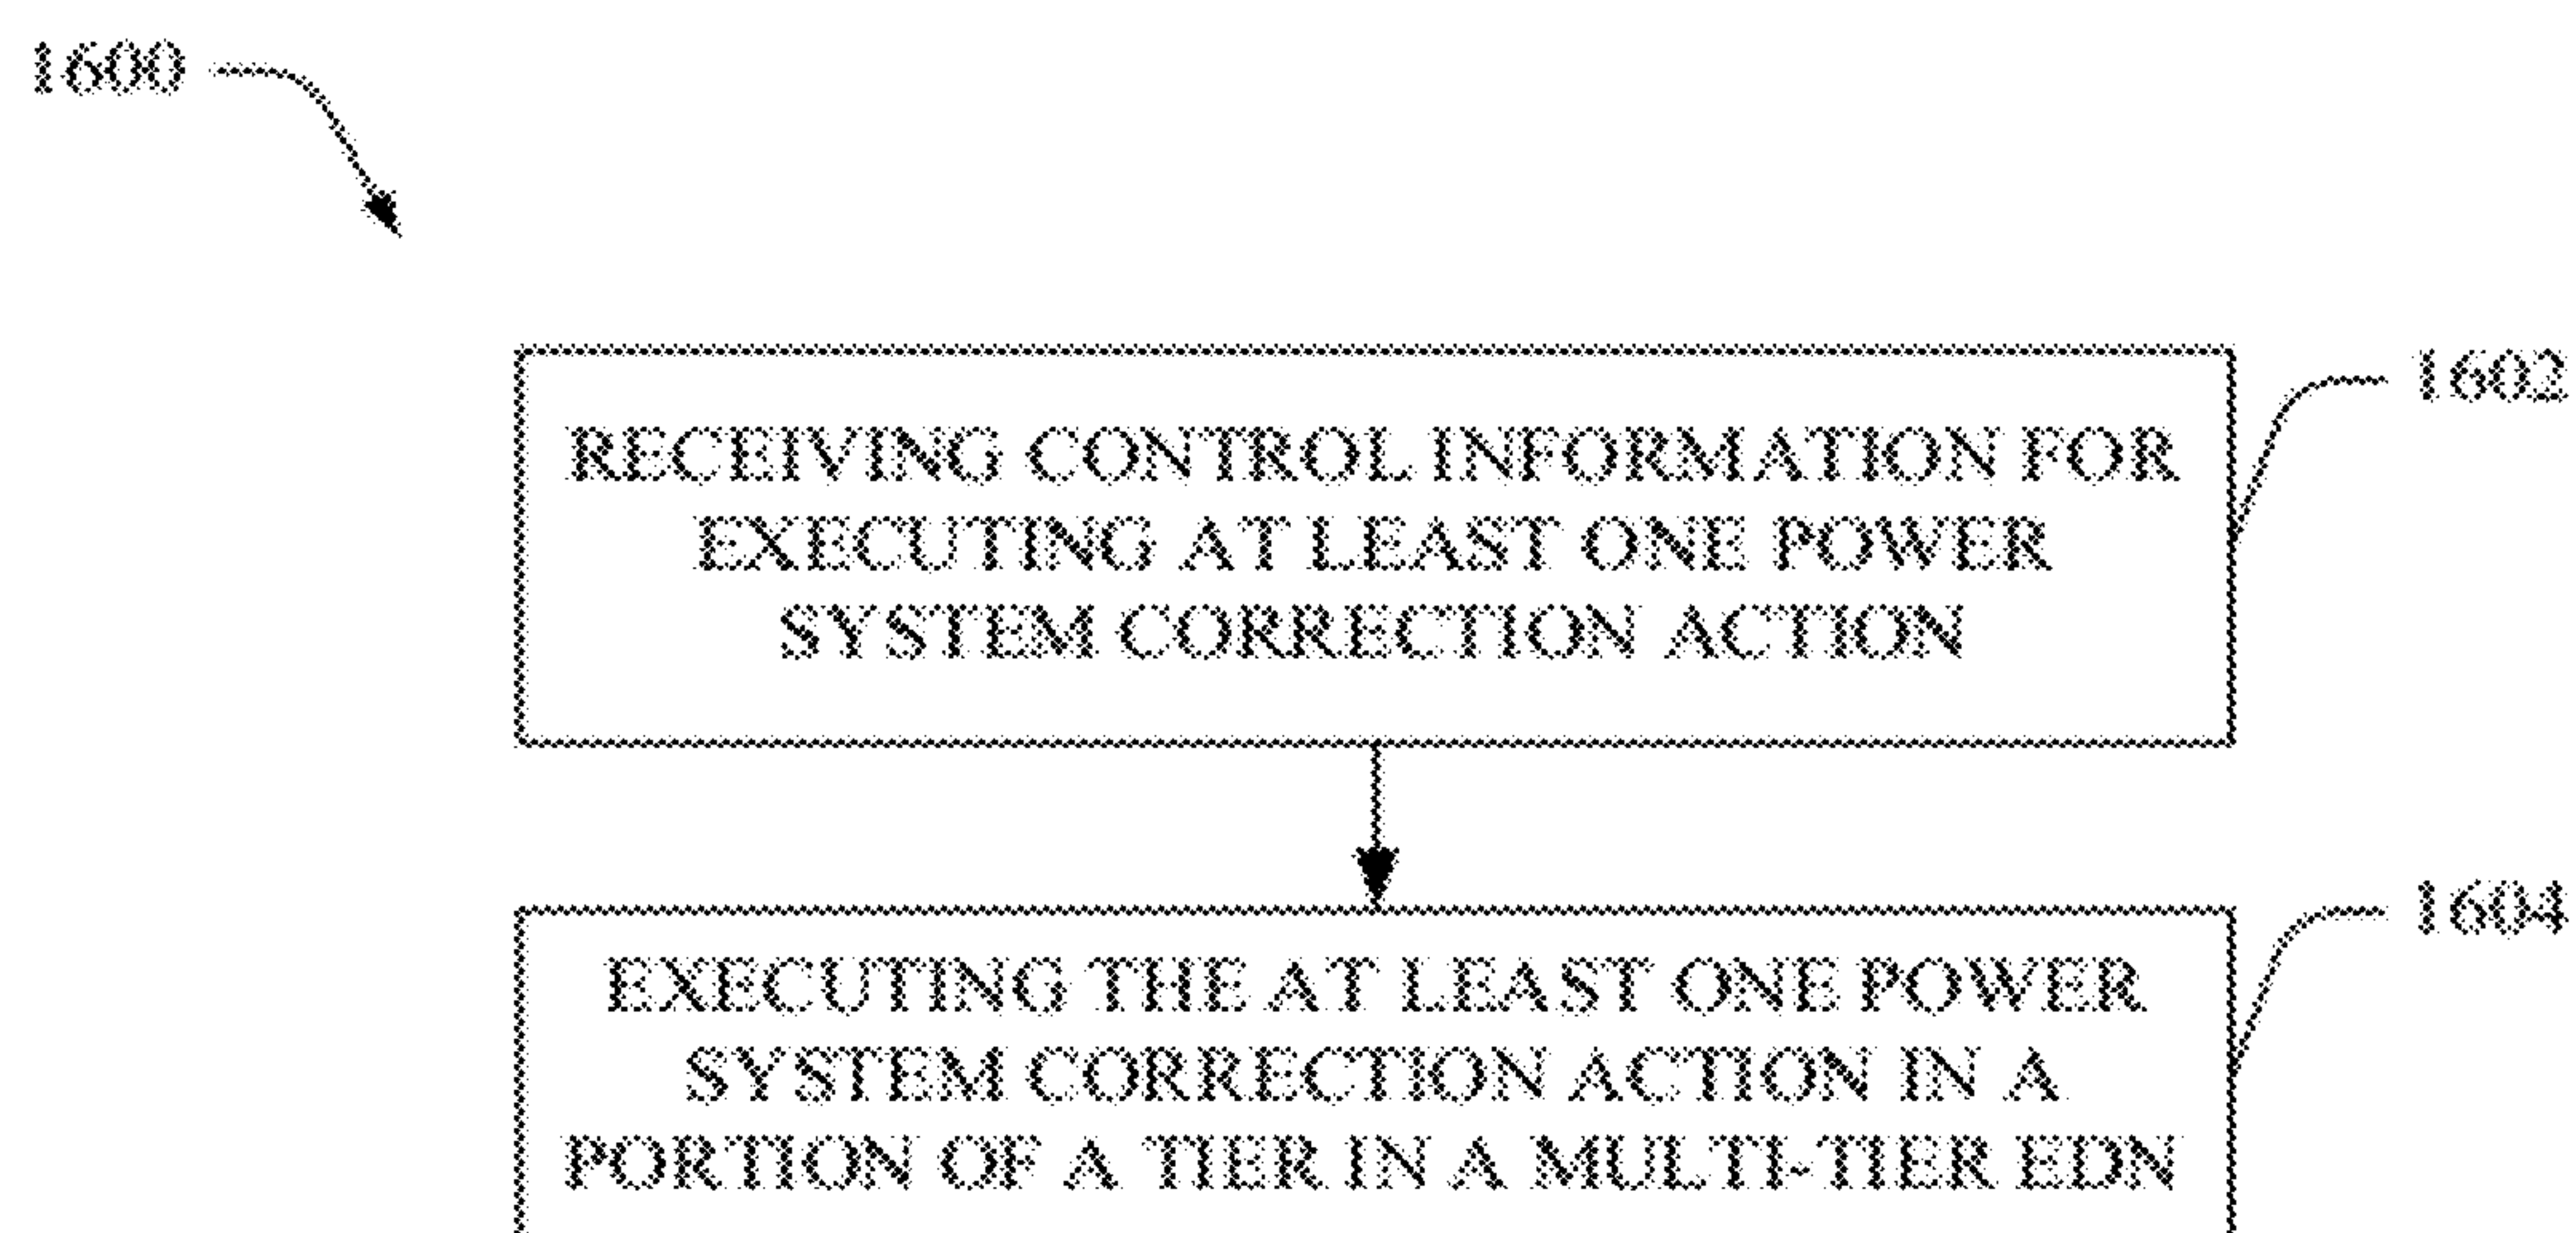 1600
1602
RECEIVING CONTROL INFORMATION FOR
EXECUTING AT LEAST ONE POWER
SYSTEM CORRECTION ACTION
1604
EXECUTING THE AT LEAST ONE POWER
SYSTEM CORRECTION ACTION IN A
PORTION OF A TIER IN A MULTI-TIER EDN